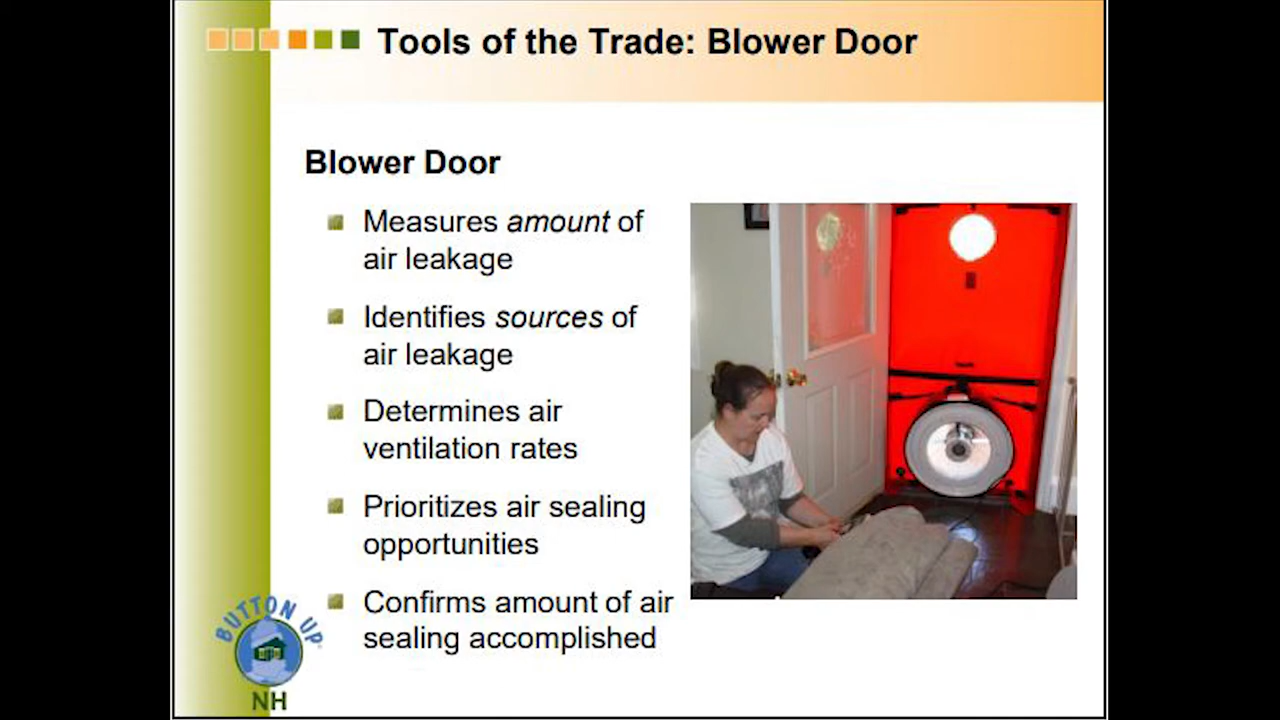 Tools of the Trade: Blower Door
Blower Door
Measures amount of
air leakage
Identifies sources of
air leakage
Determines air
ventilation rates
Prioritizes air sealing
opportunities
Confirms amount of air
sealing accomplished
BUTTON UP
NH